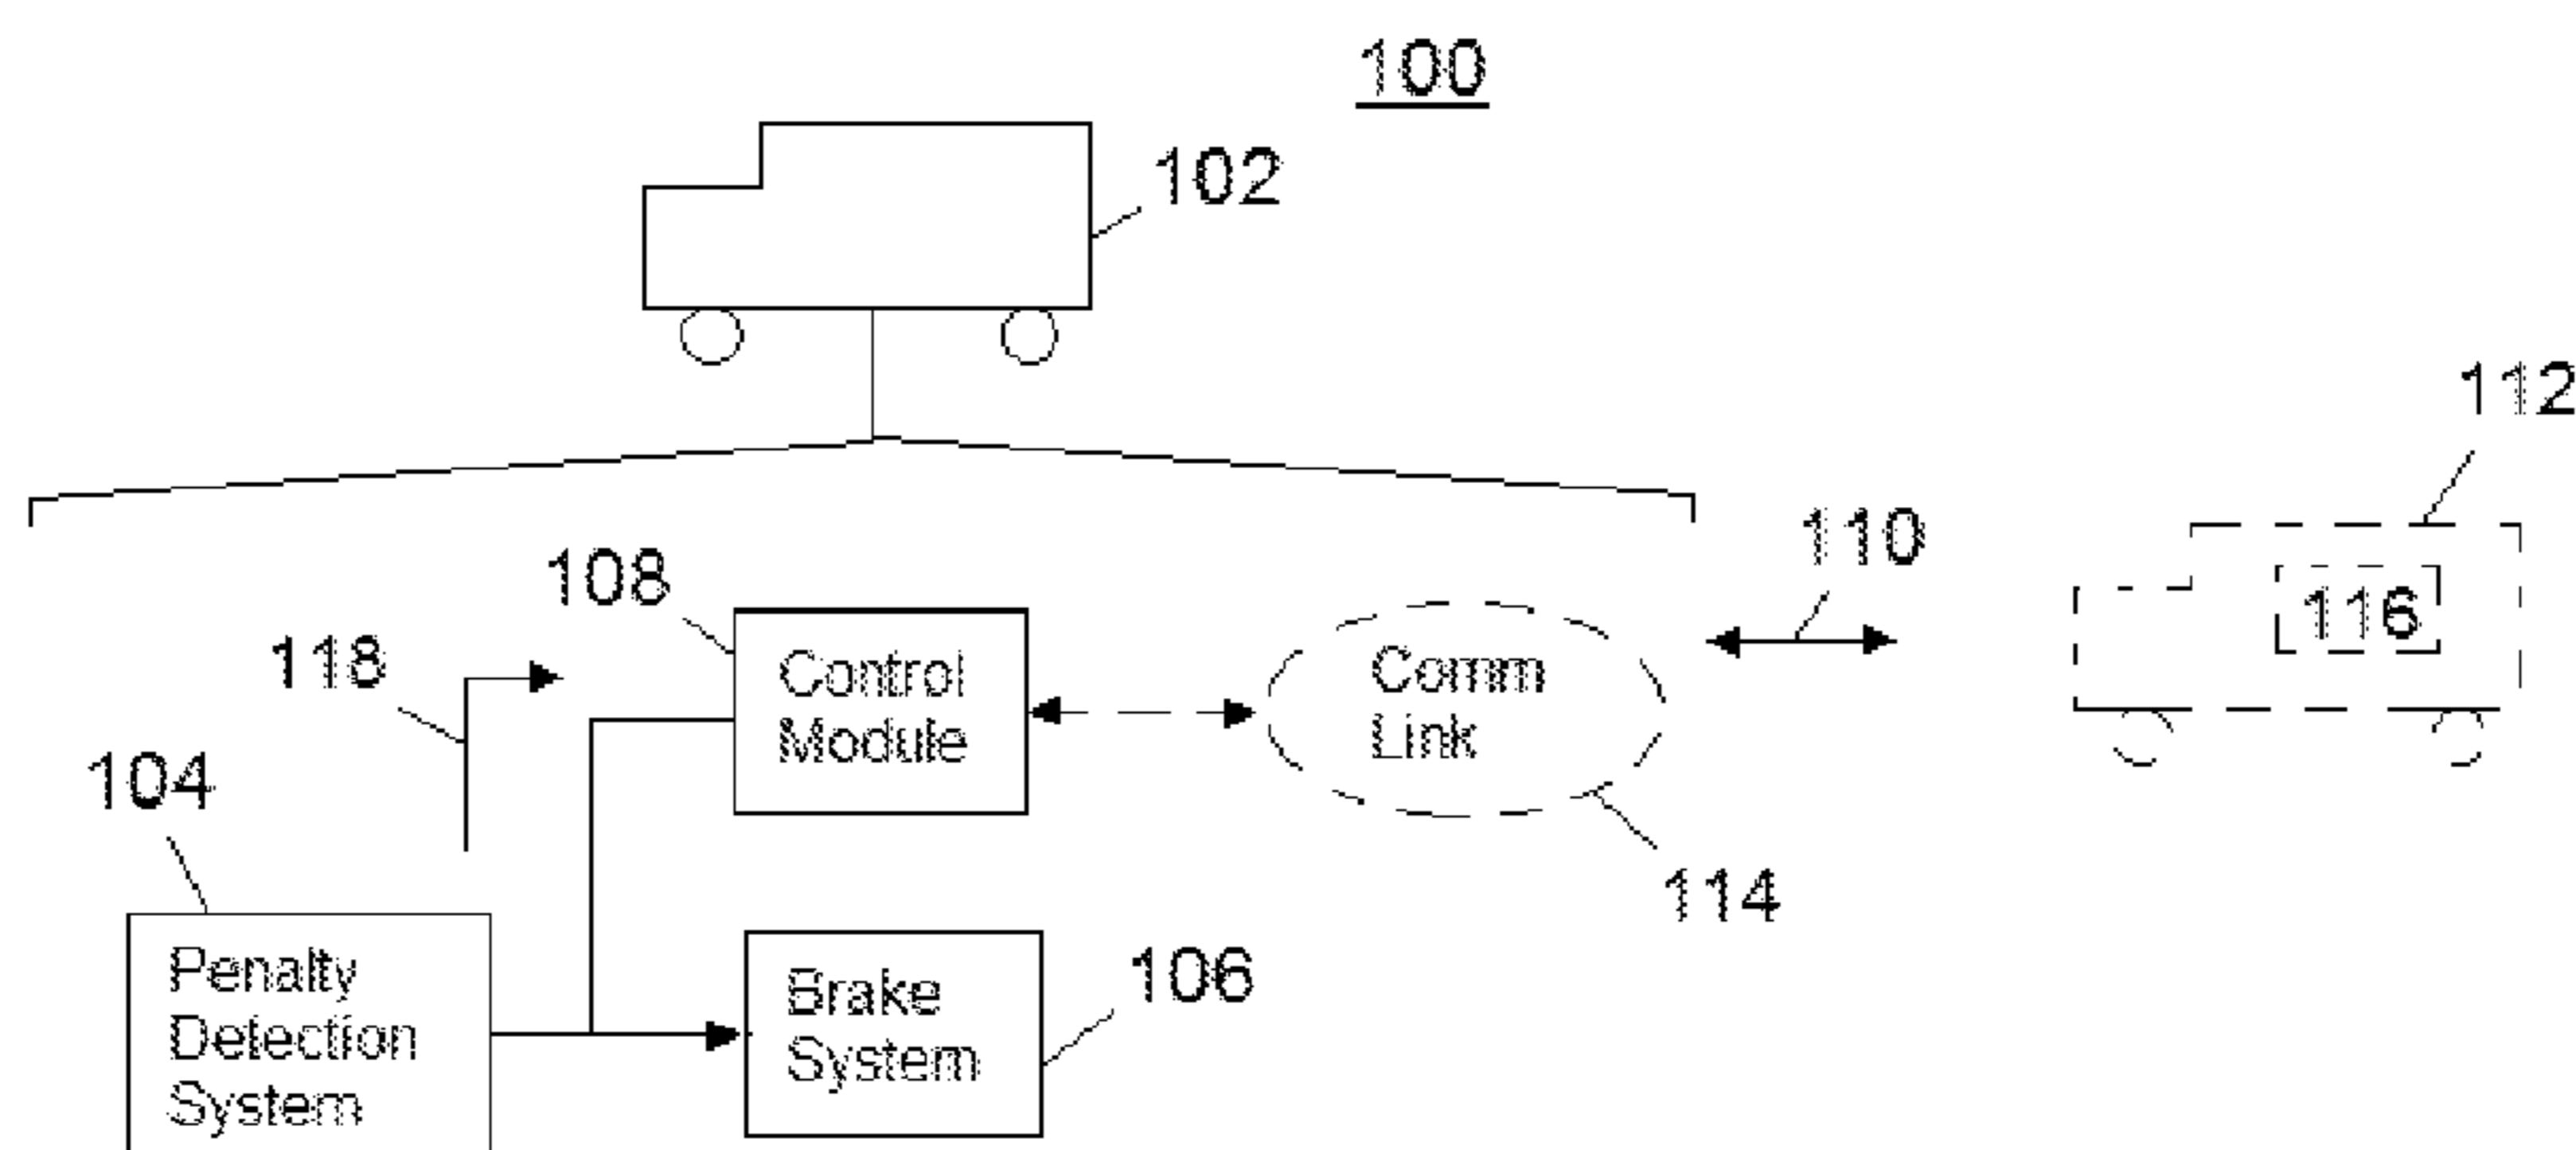 100
102
112
110
108
116
118
Control
Module
Comm
Link
104
114
Penalty
Detection
System
Brake
System
106